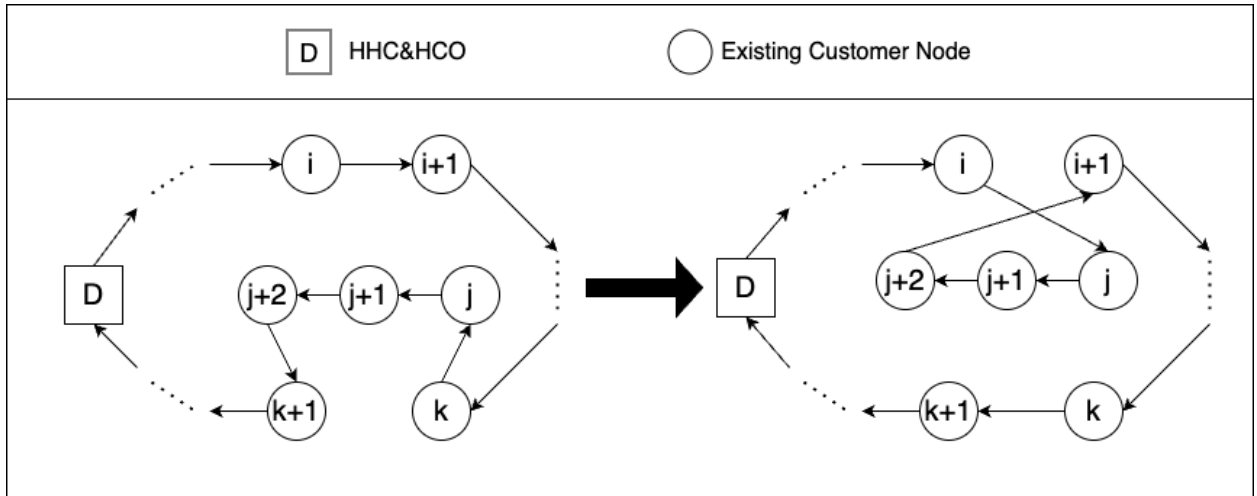 D HHC&HCO
Existing Customer Node
i
i+1
j+2
j+1
j
D
k+1
k
i
i+1
j+2
j+1
j
D
k+1
k